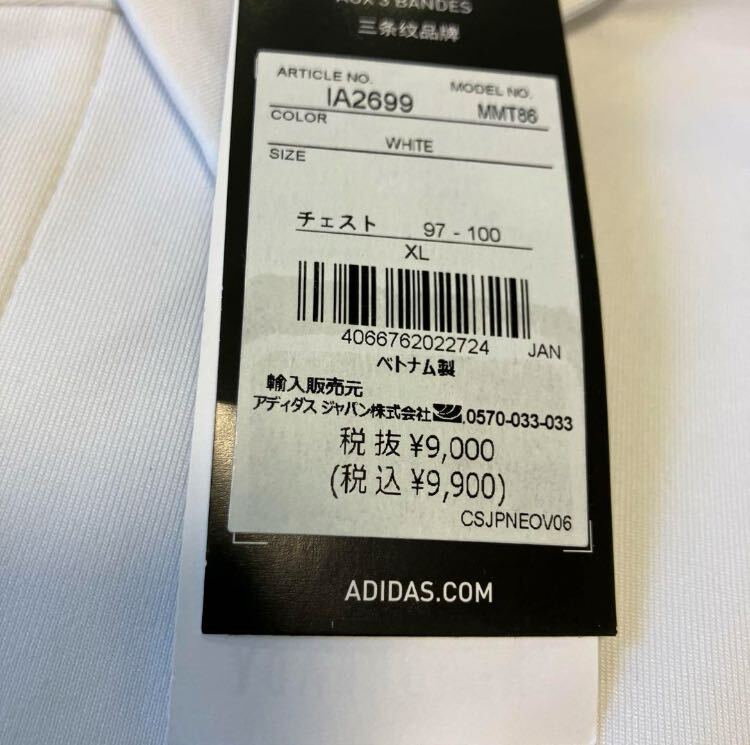 AUX 3 BANDES
三条纹品牌
ARTICLE NO. IA2699 MODEL NO. MMT86
COLOR
WHITE
SIZE
チェスト 97 - 100
XL
4066762022724 JAN
ベトナム製
輸入販売元
アディダス ジャパン株式会社 0570-033-033
税抜 ¥9,000
(税込 ¥9,900)
CSJPNEOV06
ADIDAS.COM